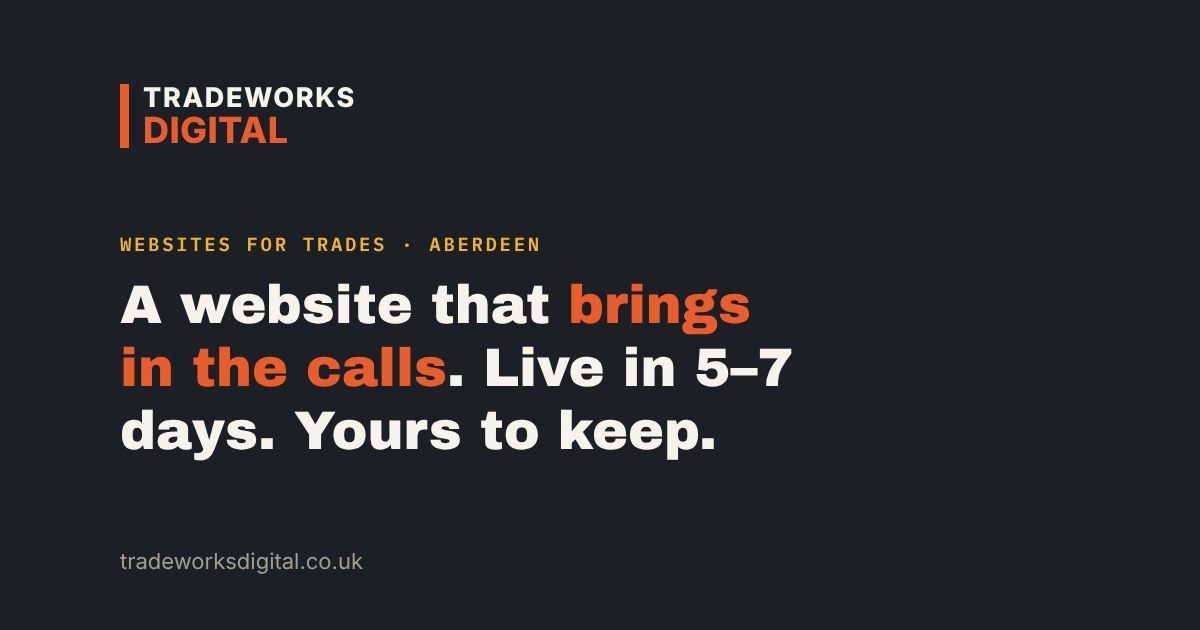 TRADEWORKS
DIGITAL
WEBSITES FOR TRADES · ABERDEEN
A website that brings
in the calls. Live in 5–7
days. Yours to keep.
tradeworksdigital.co.uk